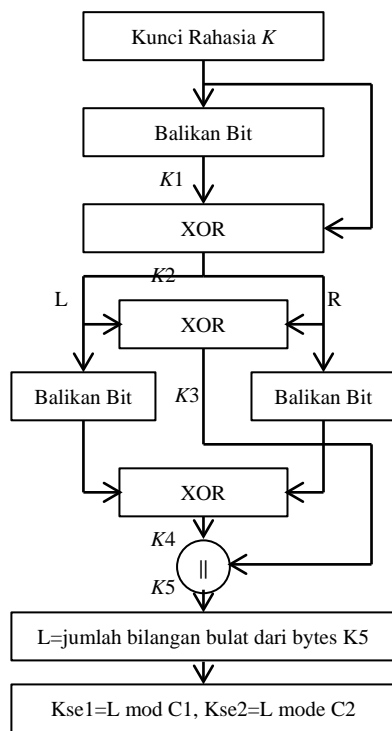 Kunci Rahasia K
Balikan Bit
K1
XOR
K2
L
R
XOR
Balikan Bit
K3
Balikan Bit
XOR
K4
||
K5
L=jumlah bilangan bulat dari bytes K5
Kse1=L mod C1, Kse2=L mode C2